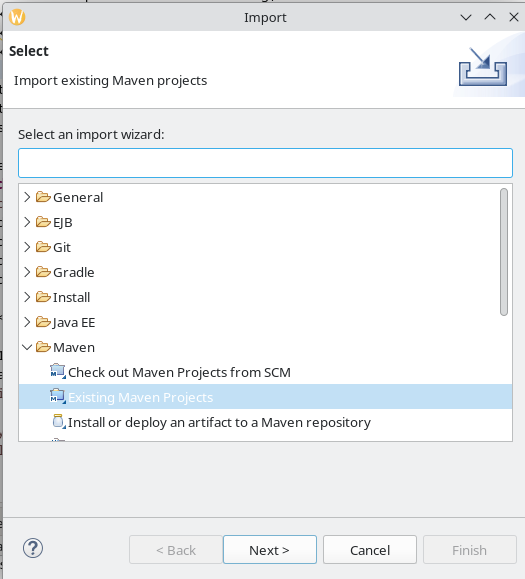 Import
Select
Import existing Maven projects
Select an import wizard:
General
EJB
Git
Gradle
Install
Java EE
Maven
Check out Maven Projects from SCM
Existing Maven Projects
Install or deploy an artifact to a Maven repository
< Back
Next >
Cancel
Finish